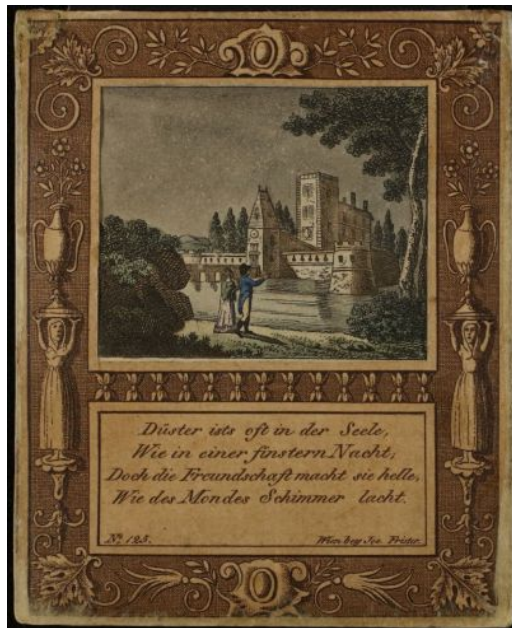 Düster ists oft in der Seele,
Wie in einer finstern Nacht,
Doch die Freundschaft macht sie helle,
Wie des Mondes Schimmer lacht.
No. 125.
Wien bey Jos. Frister.